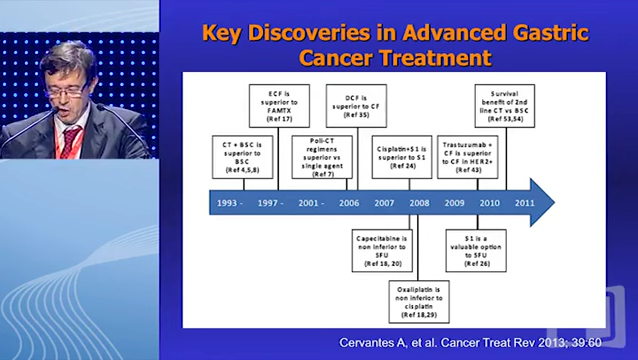 Key Discoveries in Advanced Gastric
Cancer Treatment
ECF is
superior to
FAMTX
(Ref 17)
DCF is
superior to CF
(Ref 35)
Survival
benefit of 2nd
line CT vs BSC
(Ref 53,54)
CT + BSC is
superior to
BSC
(Ref 4,5,8)
Poli-CT
regimens superior vs
single agent
(Ref 7)
Cisplatin+S1 is
superior to S1
(Ref 24)
Trastuzumab +
CF is superior
to CF in HER2+
(Ref 43)
1993 - 1997 - 2001 - 2006 2007 2008 2009 2010 2011
Capecitabine is
non inferior to
5FU
(Ref 18, 20)
S1 is a
valuable option
to 5FU
(Ref 26)
Oxaliplatin is
non inferior to
cisplatin
(Ref 18,29)
Cervantes A, et al. Cancer Treat Rev 2013; 39:60